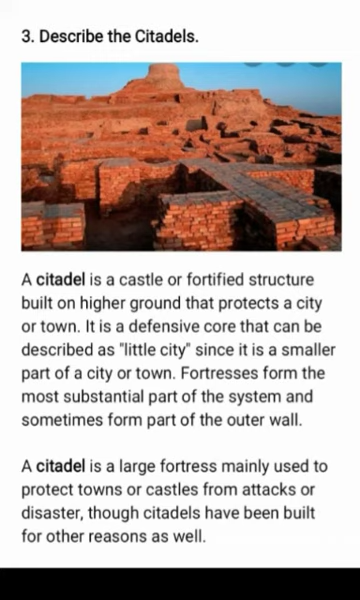 3. Describe the Citadels.
A citadel is a castle or fortified structure
built on higher ground that protects a city
or town. It is a defensive core that can be
described as "little city" since it is a smaller
part of a city or town. Fortresses form the
most substantial part of the system and
sometimes form part of the outer wall.
A citadel is a large fortress mainly used to
protect towns or castles from attacks or
disaster, though citadels have been built
for other reasons as well.